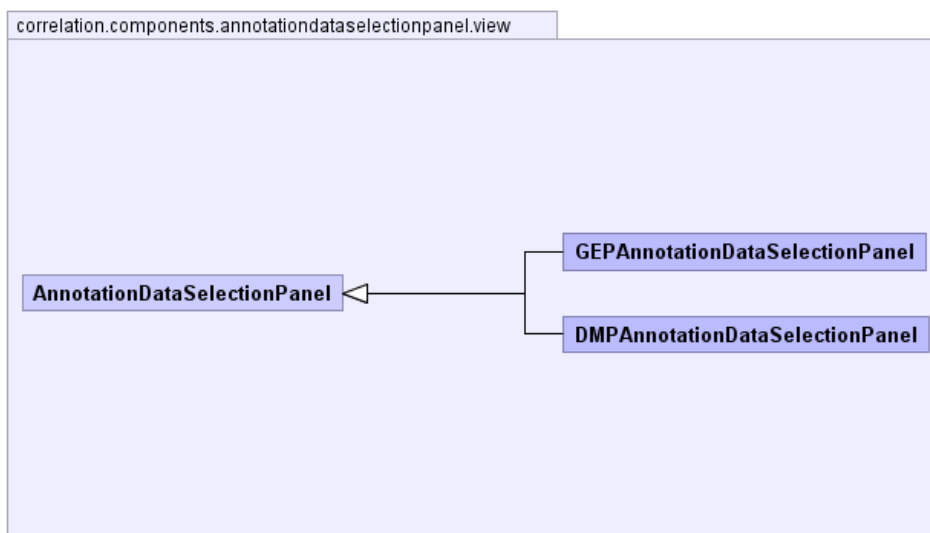 correlation.components.annotationdataselectionpanel.view
GEPAnnotationDataSelectionPanel
AnnotationDataSelectionPanel
DMPAnnotationDataSelectionPanel